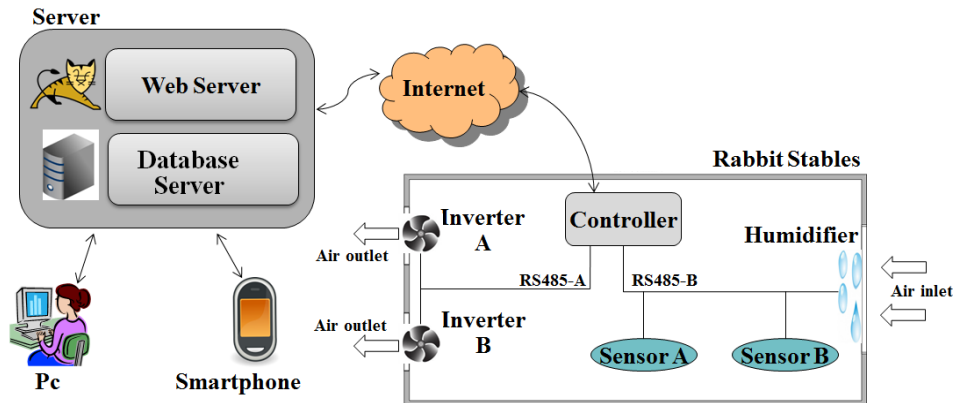 Server
Web Server
Database
Server
Internet
Pc
Smartphone
Rabbit Stables
Controller
Inverter
A
Humidifier
Air outlet
RS485-A
RS485-B
Air inlet
Air outlet
Inverter
B
Sensor A
Sensor B